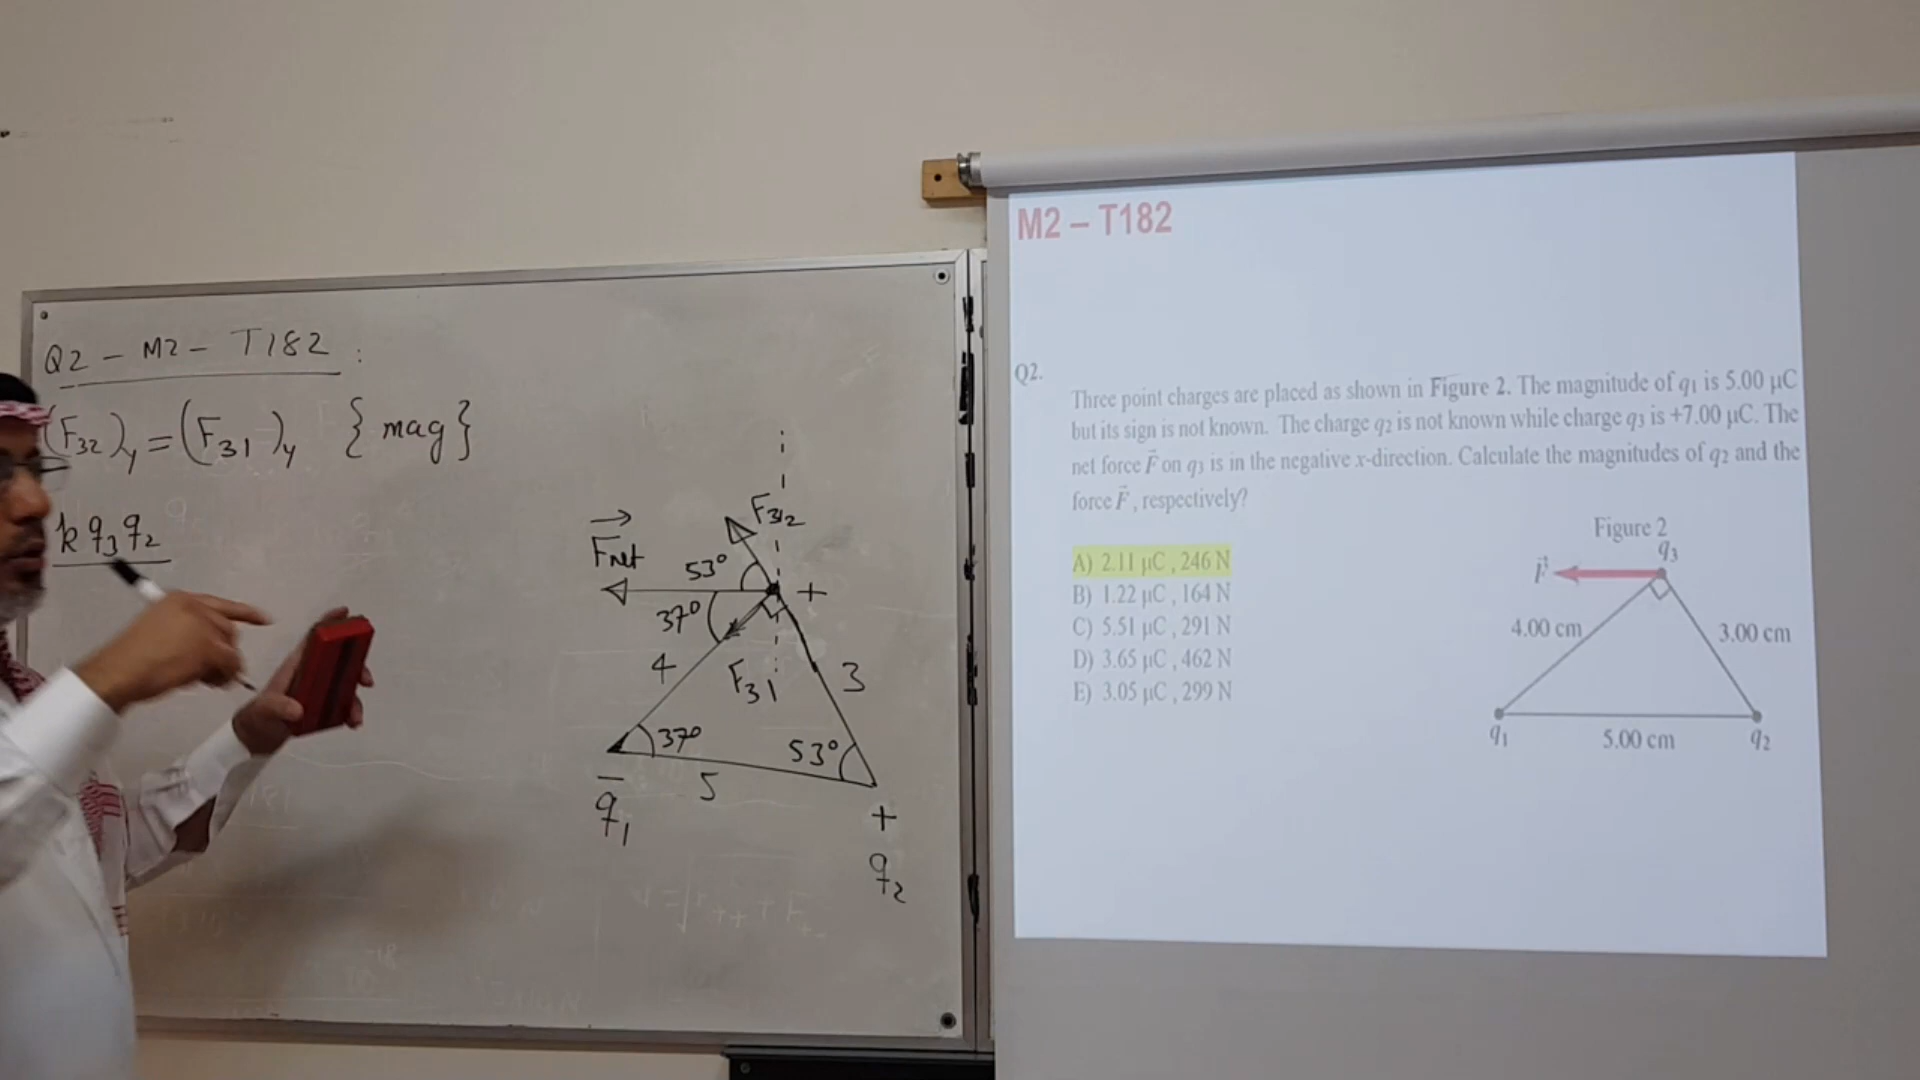 Q2 – M2 – T182 :
(F32)y = (F31)y {mag}
k q3 q2
Fnet
F32
53°
+
37°
4
F31
3
37°
53°
5
–
q1
+
q2
M2 – T182
Q2.
Three point charges are placed as shown in Figure 2. The magnitude of q1 is 5.00 µC
but its sign is not known. The charge q2 is not known while charge q3 is +7.00 µC. The
net force F⃗ on q3 is in the negative x-direction. Calculate the magnitudes of q2 and the
force F⃗ , respectively?
A) 2.11 µC , 246 N
B) 1.22 µC , 164 N
C) 5.51 µC , 291 N
D) 3.65 µC , 462 N
E) 3.05 µC , 299 N
Figure 2
q3
F⃗
4.00 cm
3.00 cm
q1
5.00 cm
q2